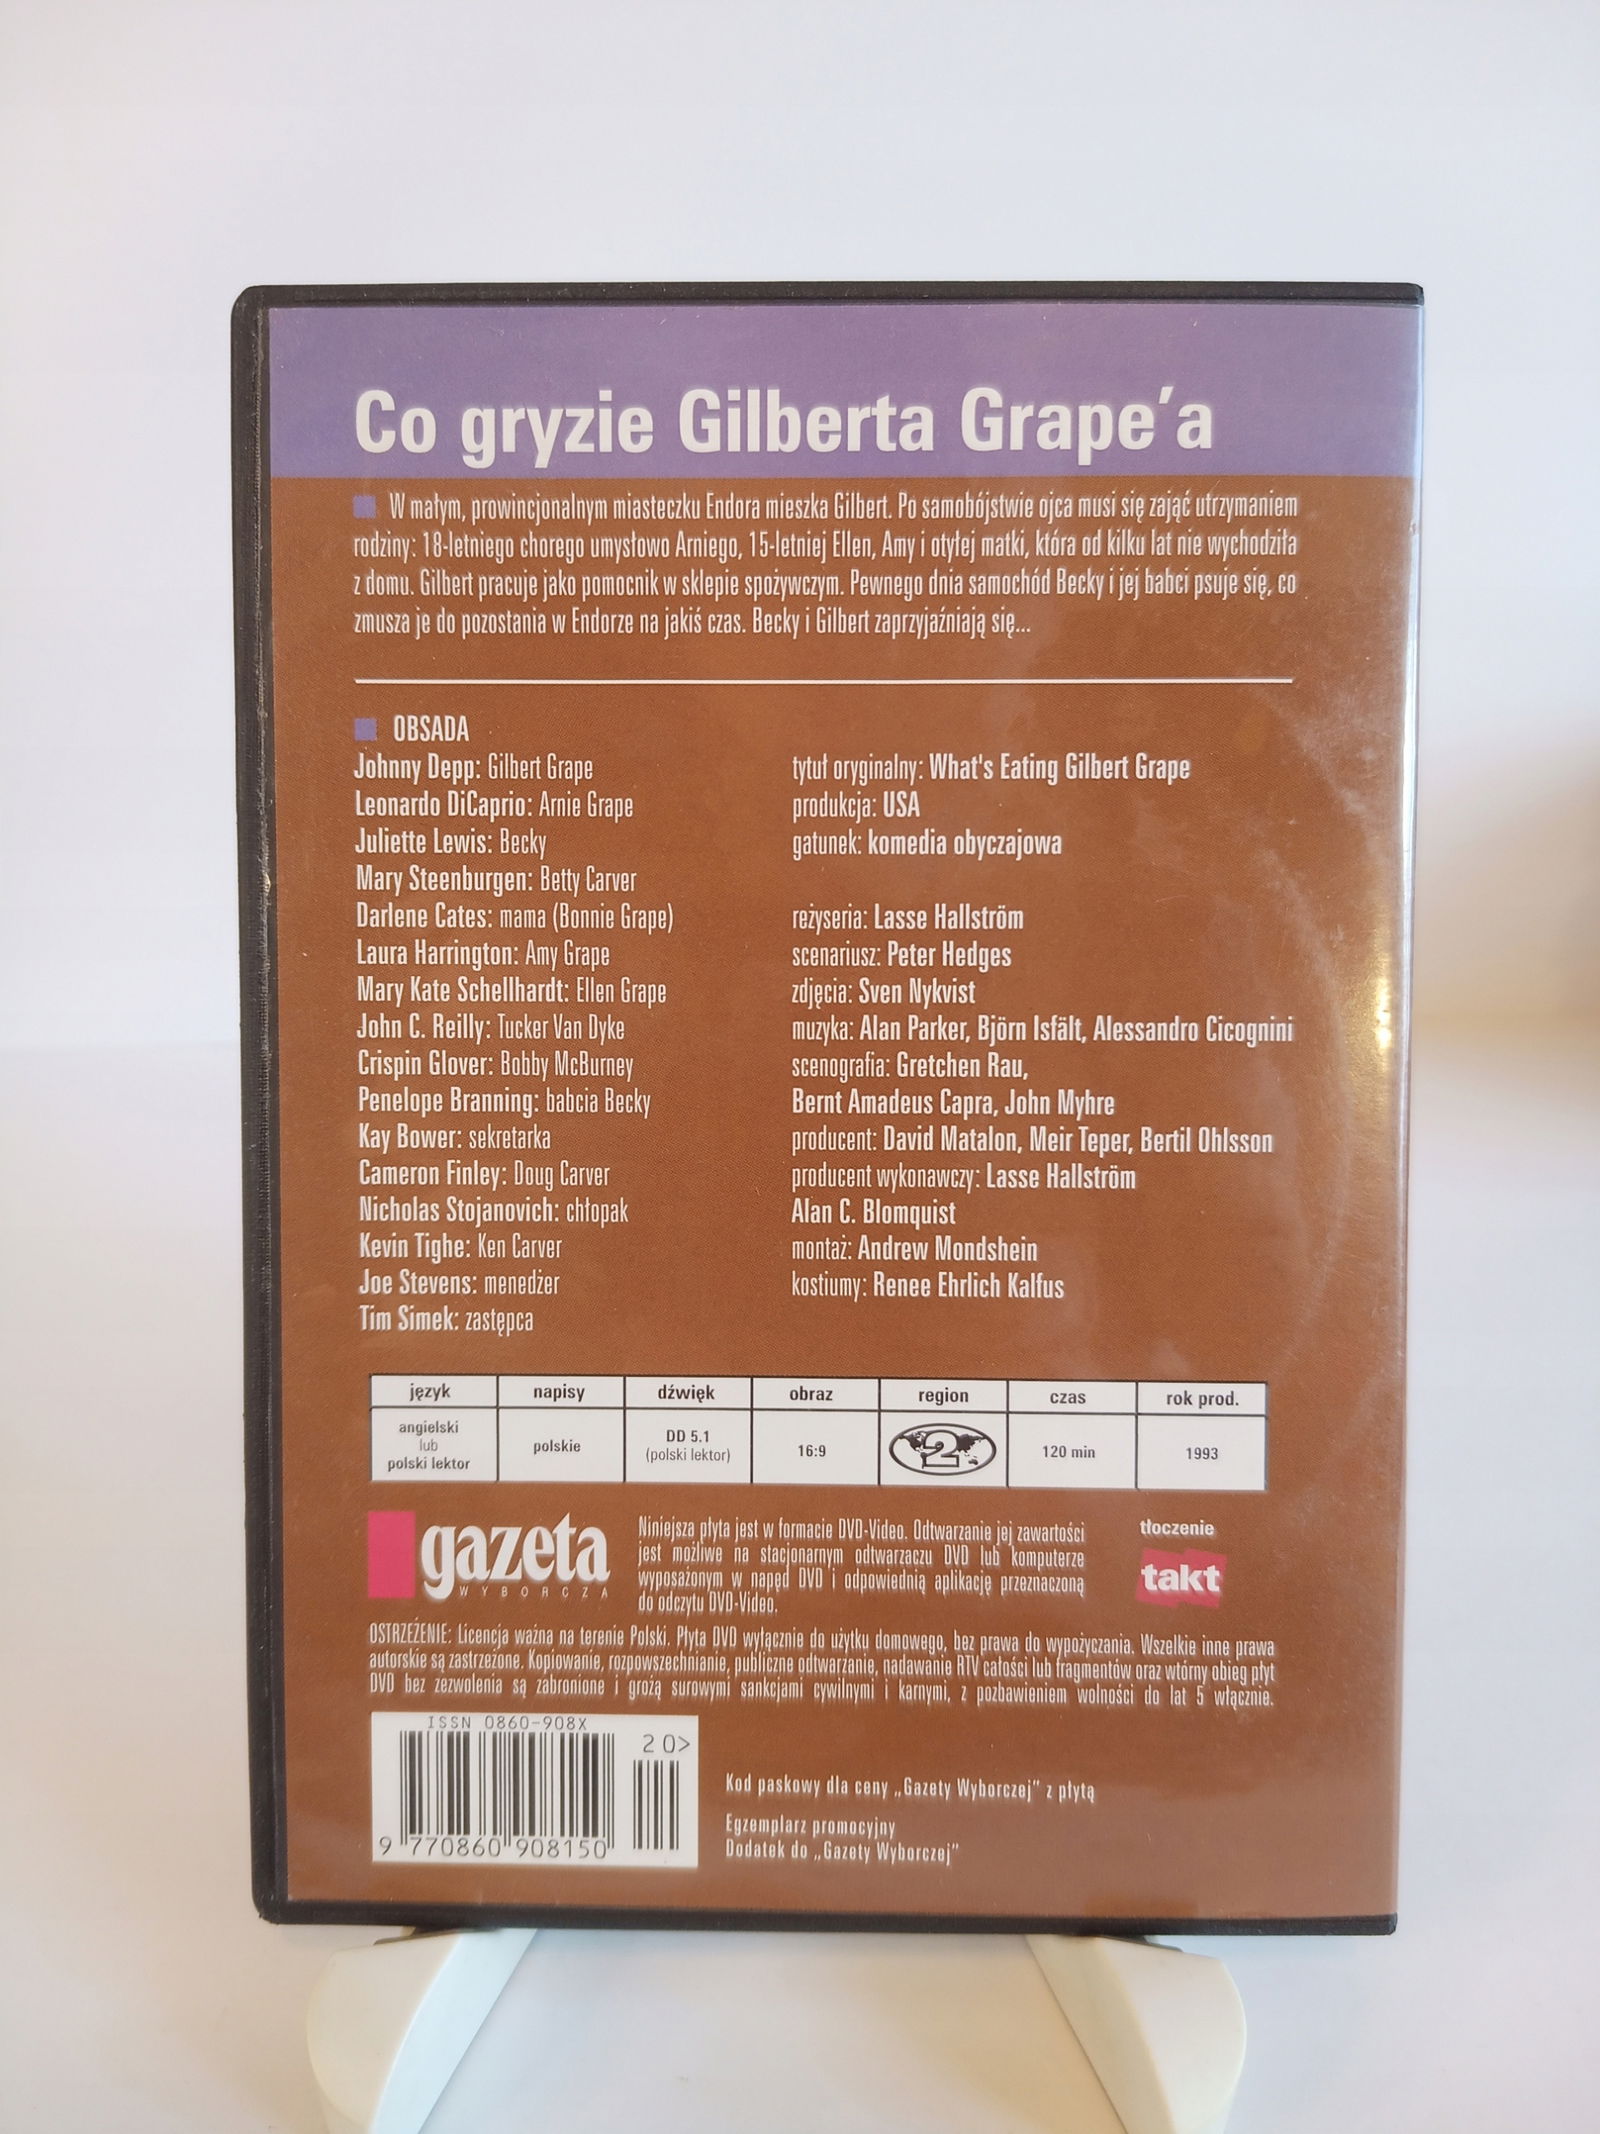 Co gryzie Gilberta Grape'a
W małym, prowincjonalnym miasteczku Endora mieszka Gilbert. Po samobójstwie ojca musi się zająć utrzymaniem
rodziny: 18-letniego chorego umysłowo Arniego, 15-letniej Ellen, Amy i otyłej matki, która od kilku lat nie wychodziła
z domu. Gilbert pracuje jako pomocnik w sklepie spożywczym. Pewnego dnia samochód Becky i jej babci psuje się, co
zmusza je do pozostania w Endorze na jakiś czas. Becky i Gilbert zaprzyjaźniają się...
OBSADA
Johnny Depp: Gilbert Grape
Leonardo DiCaprio: Arnie Grape
Juliette Lewis: Becky
Mary Steenburgen: Betty Carver
Darlene Cates: mama (Bonnie Grape)
Laura Harrington: Amy Grape
Mary Kate Schellhardt: Ellen Grape
John C. Reilly: Tucker Van Dyke
Crispin Glover: Bobby McBurney
Penelope Branning: babcia Becky
Kay Bower: sekretarka
Cameron Finley: Doug Carver
Nicholas Stojanovich: chłopak
Kevin Tighe: Ken Carver
Joe Stevens: menedżer
Tim Simek: zastępca
tytuł oryginalny: What's Eating Gilbert Grape
produkcja: USA
gatunek: komedia obyczajowa
reżyseria: Lasse Hallström
scenariusz: Peter Hedges
zdjęcia: Sven Nykvist
muzyka: Alan Parker, Björn Isfält, Alessandro Cicognini
scenografia: Gretchen Rau,
Bernt Amadeus Capra, John Myhre
producent: David Matalon, Meir Teper, Bertil Ohlsson
producent wykonawczy: Lasse Hallström
Alan C. Blomquist
montaż: Andrew Mondshein
kostiumy: Renee Ehrlich Kalfus
język napisy dźwięk obraz region czas rok prod.
angielski
lub
polski lektor
polskie
DD 5.1
(polski lektor)
16:9
2
120 min
1993
gazeta
WYBORCZA
Niniejsza płyta jest w formacie DVD-Video. Odtwarzanie jej zawartości
jest możliwe na stacjonarnym odtwarzaczu DVD lub komputerze
wyposażonym w napęd DVD i odpowiednią aplikację przeznaczoną
do odczytu DVD-Video.
tłoczenie
takt
OSTRZEŻENIE: Licencja ważna na terenie Polski. Płyta DVD wyłącznie do użytku domowego, bez prawa do wypożyczania. Wszelkie inne prawa
autorskie są zastrzeżone. Kopiowanie, rozpowszechnianie, publiczne odtwarzanie, nadawanie RTV całości lub fragmentów oraz wtórny obieg płyt
DVD bez zezwolenia są zabronione i grożą surowymi sankcjami cywilnymi i karnymi, z pozbawieniem wolności do lat 5 włącznie.
ISSN 0860-908X
20>
9 770860 908150
Kod paskowy dla ceny „Gazety Wyborczej” z płytą
Egzemplarz promocyjny
Dodatek do „Gazety Wyborczej”